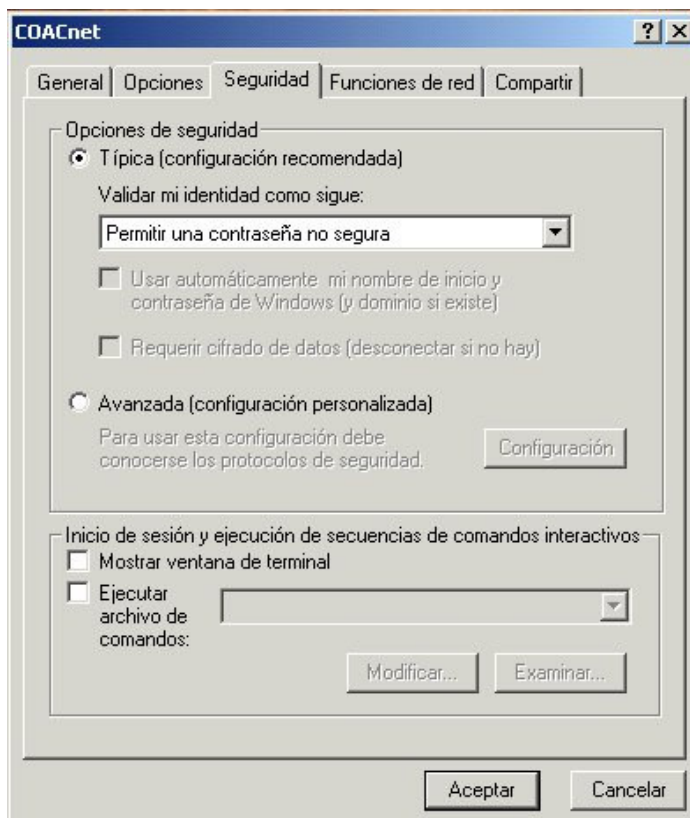 COACnet
General Opciones Seguridad Funciones de red Compartir
Opciones de seguridad
Típica (configuración recomendada)
Validar mi identidad como sigue:
Permitir una contraseña no segura
Usar automáticamente mi nombre de inicio y
contraseña de Windows (y dominio si existe)
Requerir cifrado de datos (desconectar si no hay)
Avanzada (configuración personalizada)
Para usar esta configuración debe
conocerse los protocolos de seguridad.
Configuración
Inicio de sesión y ejecución de secuencias de comandos interactivos
Mostrar ventana de terminal
Ejecutar
archivo de
comandos:
Modificar... Examinar...
Aceptar Cancelar